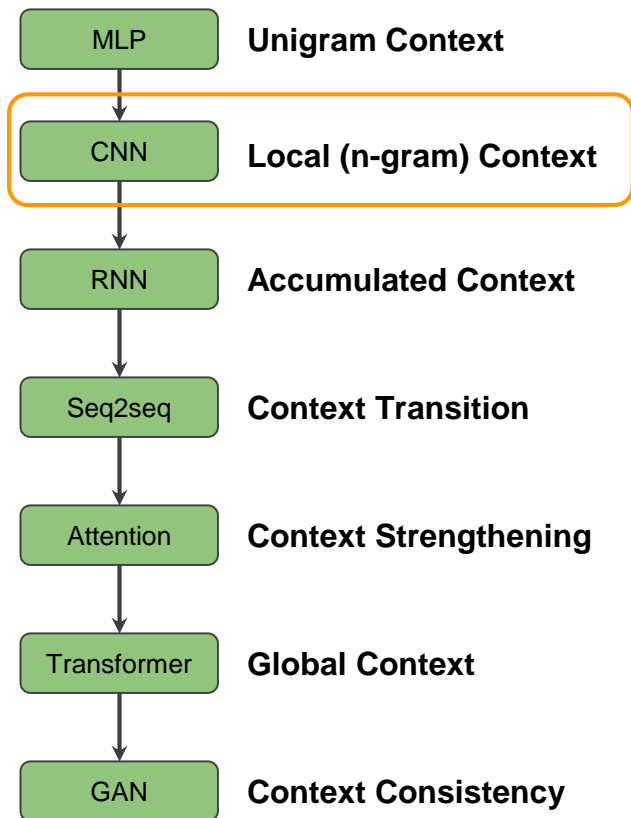 MLP Unigram Context
CNN Local (n-gram) Context
RNN Accumulated Context
Seq2seq Context Transition
Attention Context Strengthening
Transformer Global Context
GAN Context Consistency